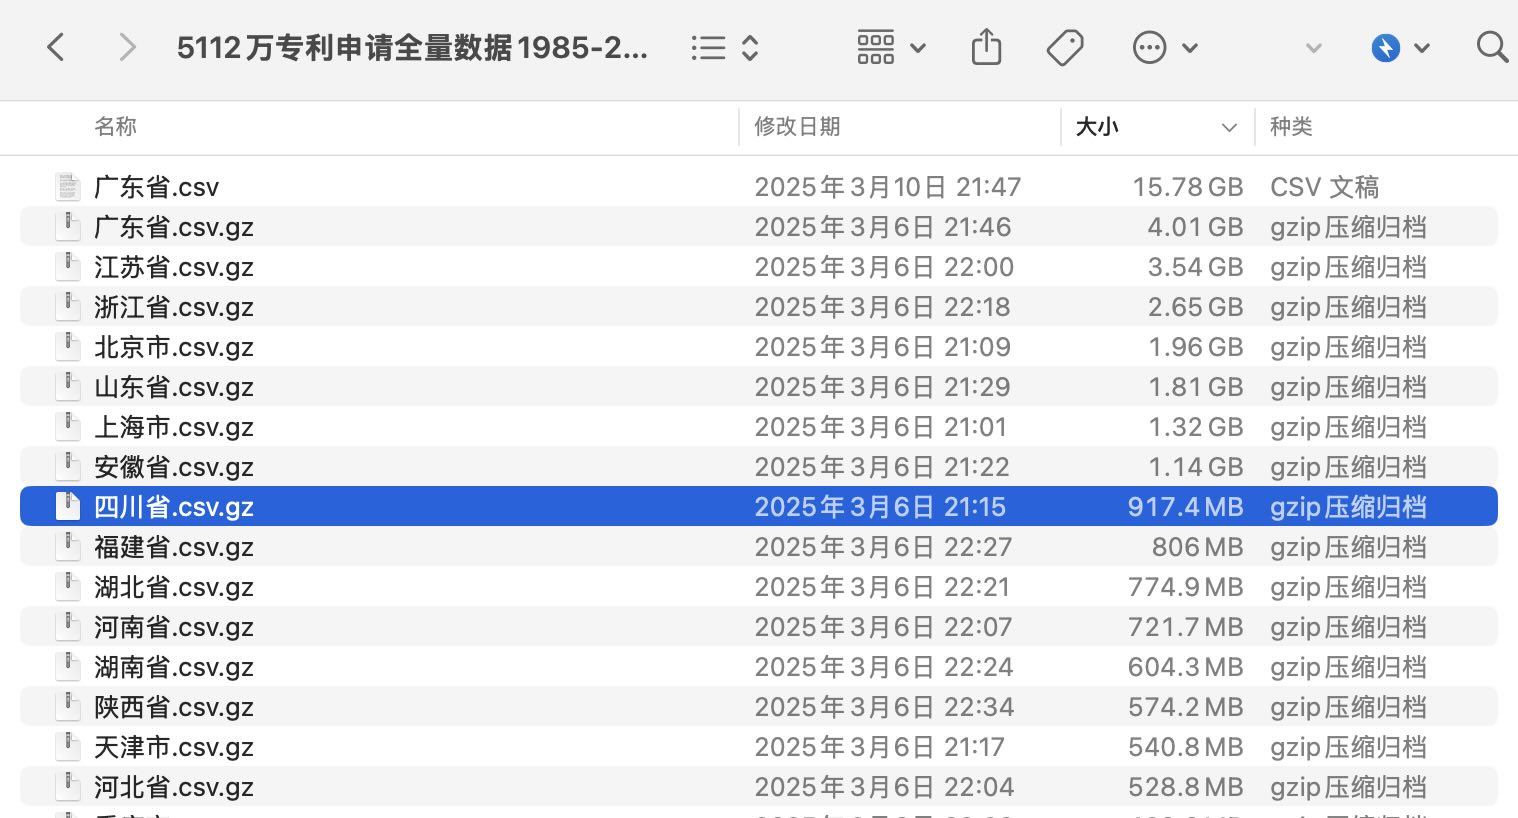 5112万专利申请全量数据1985-2...
名称 修改日期 大小 种类
广东省.csv 2025年3月10日 21:47 15.78 GB CSV 文稿
广东省.csv.gz 2025年3月6日 21:46 4.01 GB gzip压缩归档
江苏省.csv.gz 2025年3月6日 22:00 3.54 GB gzip压缩归档
浙江省.csv.gz 2025年3月6日 22:18 2.65 GB gzip压缩归档
北京市.csv.gz 2025年3月6日 21:09 1.96 GB gzip压缩归档
山东省.csv.gz 2025年3月6日 21:29 1.81 GB gzip压缩归档
上海市.csv.gz 2025年3月6日 21:01 1.32 GB gzip压缩归档
安徽省.csv.gz 2025年3月6日 21:22 1.14 GB gzip压缩归档
四川省.csv.gz 2025年3月6日 21:15 917.4 MB gzip压缩归档
福建省.csv.gz 2025年3月6日 22:27 806 MB gzip压缩归档
湖北省.csv.gz 2025年3月6日 22:21 774.9 MB gzip压缩归档
河南省.csv.gz 2025年3月6日 22:07 721.7 MB gzip压缩归档
湖南省.csv.gz 2025年3月6日 22:24 604.3 MB gzip压缩归档
陕西省.csv.gz 2025年3月6日 22:34 574.2 MB gzip压缩归档
天津市.csv.gz 2025年3月6日 21:17 540.8 MB gzip压缩归档
河北省.csv.gz 2025年3月6日 22:04 528.8 MB gzip压缩归档